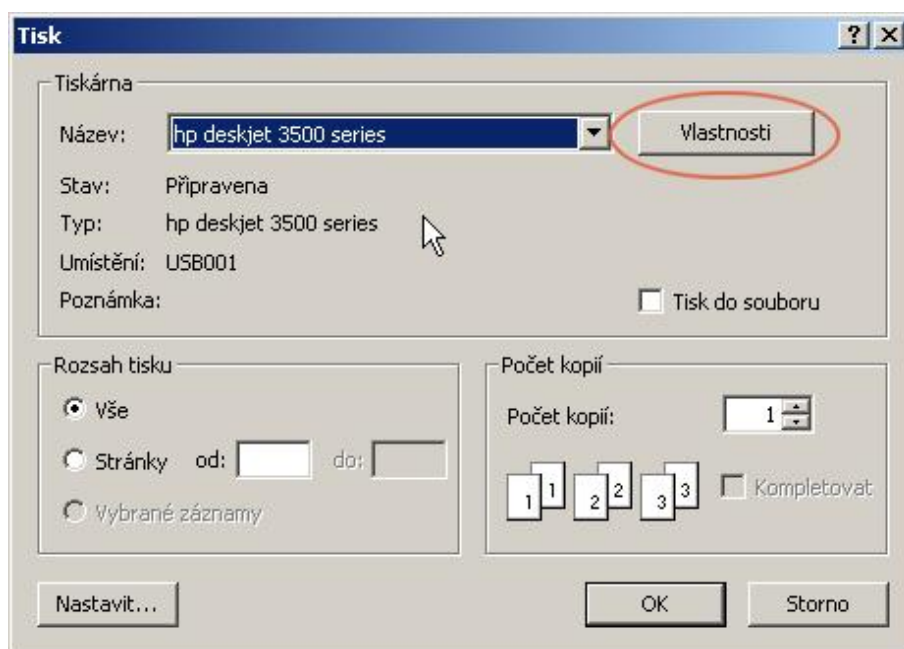 Tisk
Tiskárna
Název: hp deskjet 3500 series Vlastnosti
Stav: Připravena
Typ: hp deskjet 3500 series
Umístění: USB001
Poznámka: Tisk do souboru
Rozsah tisku
Vše
Stránky od: do:
Vybrané záznamy
Počet kopií
Počet kopií: 1
1 1 2 2 3 3 Kompletovat
Nastavit... OK Storno